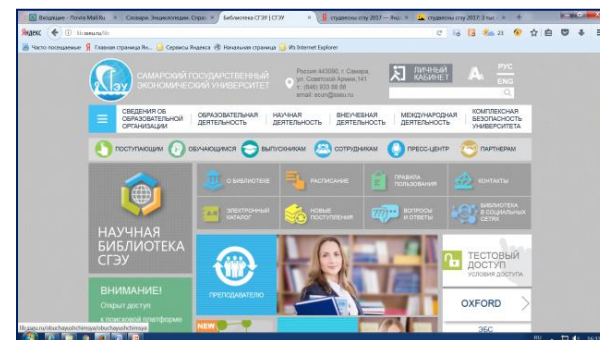 Входящие - Почта Mail.Ru
Словари, Энциклопедии, Спра
Библиотека СГЭУ | СГЭУ
студенты сгэу 2017 — Янд
студенты сгэу 2017: 3 тыс
Яндекс
Часто посещаемые
Главная страница Ян...
Сервисы Яндекса
Начальная страница
Из Internet Explorer
САМАРСКИЙ ГОСУДАРСТВЕННЫЙ
ЭКОНОМИЧЕСКИЙ УНИВЕРСИТЕТ
СГЭУ
Россия 443090, г. Самара,
ул. Советской Армии, 141
т.: (846) 933 88 88
email: ecun@sseu.ru
ЛИЧНЫЙ
КАБИНЕТ
РУС
ENG
СВЕДЕНИЯ ОБ
ОБРАЗОВАТЕЛЬНОЙ
ОРГАНИЗАЦИИ
ОБРАЗОВАТЕЛЬНАЯ
ДЕЯТЕЛЬНОСТЬ
НАУЧНАЯ
ДЕЯТЕЛЬНОСТЬ
ВНЕУЧЕБНАЯ
ДЕЯТЕЛЬНОСТЬ
МЕЖДУНАРОДНАЯ
ДЕЯТЕЛЬНОСТЬ
КОМПЛЕКСНАЯ
БЕЗОПАСНОСТЬ
УНИВЕРСИТЕТА
ПОСТУПАЮЩИМ
ОБУЧАЮЩИМСЯ
ВЫПУСКНИКАМ
СОТРУДНИКАМ
ПРЕСС-ЦЕНТР
ПАРТНЕРАМ
НАУЧНАЯ
БИБЛИОТЕКА
СГЭУ
О БИБЛИОТЕКЕ
РАСПИСАНИЕ
ПРАВИЛА
ПОЛЬЗОВАНИЯ
КОНТАКТЫ
ЭЛЕКТРОННЫЙ
КАТАЛОГ
НОВЫЕ
ПОСТУПЛЕНИЯ
ВОПРОСЫ
И ОТВЕТЫ
БИБЛИОТЕКА
В СОЦИАЛЬНЫХ
СЕТЯХ
ВНИМАНИЕ!
Открыт доступ
к поисковой платформе
ПРЕПОДАВАТЕЛЮ
NEW
ТЕСТОВЫЙ
ДОСТУП
УСЛОВИЯ ДОСТУПА
OXFORD
ЭБС
lib.sseu.ru/obuchayushchimsya/obuchayushchimsya
RU